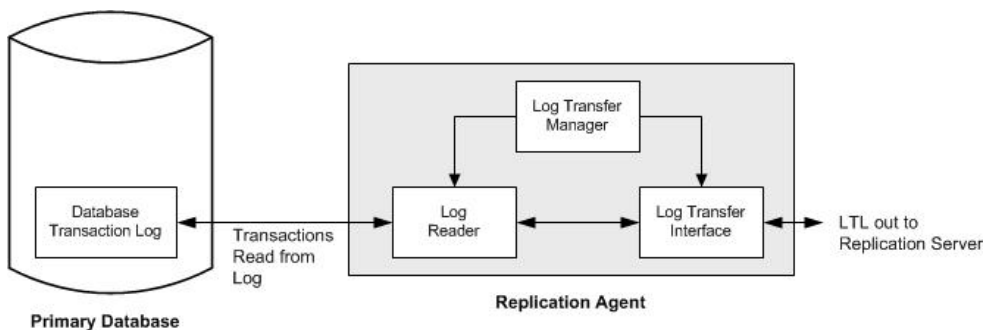 Log Transfer
Manager
Database
Transaction Log
Log
Reader
Log Transfer
Interface
Transactions
Read from
Log
LTL out to
Replication Server
Replication Agent
Primary Database